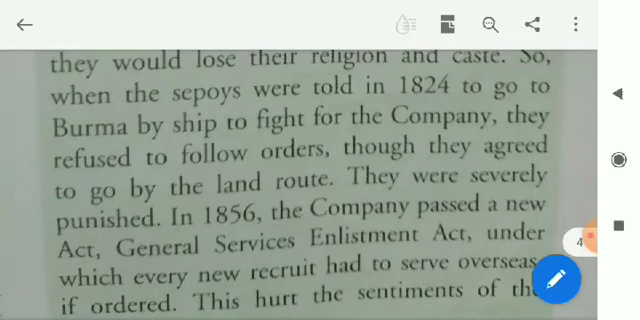 they would lose their religion and caste. So,
when the sepoys were told in 1824 to go to
Burma by ship to fight for the Company, they
refused to follow orders, though they agreed
to go by the land route. They were severely
punished. In 1856, the Company passed a new
Act, General Services Enlistment Act, under
which every new recruit had to serve overseas
if ordered. This hurt the sentiments of the
4